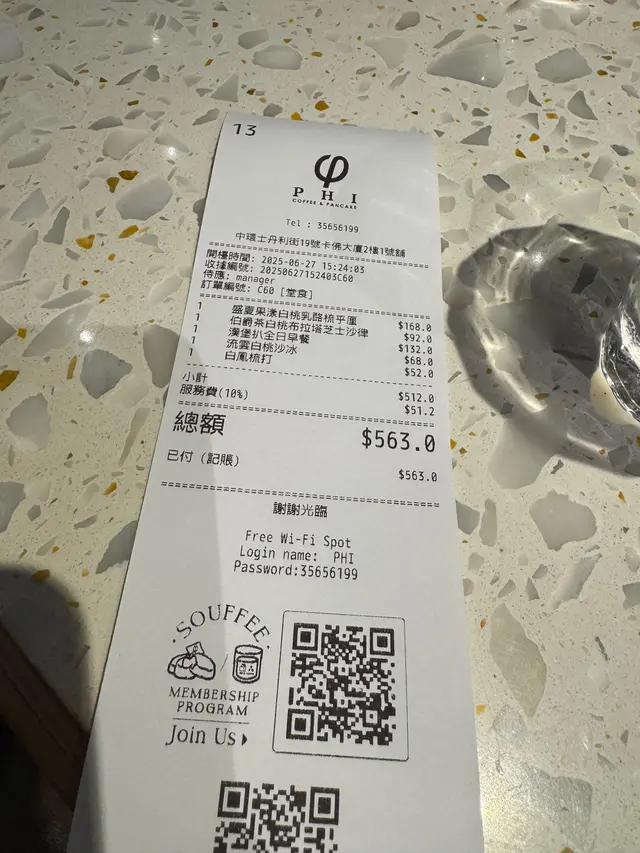 13
PHI
COFFEE & PANCAKE
Tel : 35656199
中環士丹利街19號卡佛大廈2樓1號舖
開檯時間: 2025-06-27 15:24:03
收據編號: 20250627152403C60
侍應: manager
訂單編號: C60 [堂食]
1 盛夏果漾白桃乳酪梳乎厘 $168.0
1 伯爵茶白桃布拉塔芝士沙律 $92.0
1 漢堡扒全日早餐 $132.0
1 流雲白桃沙冰 $68.0
1 白鳳梳打 $52.0
小計 $512.0
服務費(10%) $51.2
總額 $563.0
已付 (記賬) $563.0
謝謝光臨
Free Wi-Fi Spot
Login name: PHI
Password:35656199
·SOUFFEE·
MEMBERSHIP
PROGRAM
Join Us